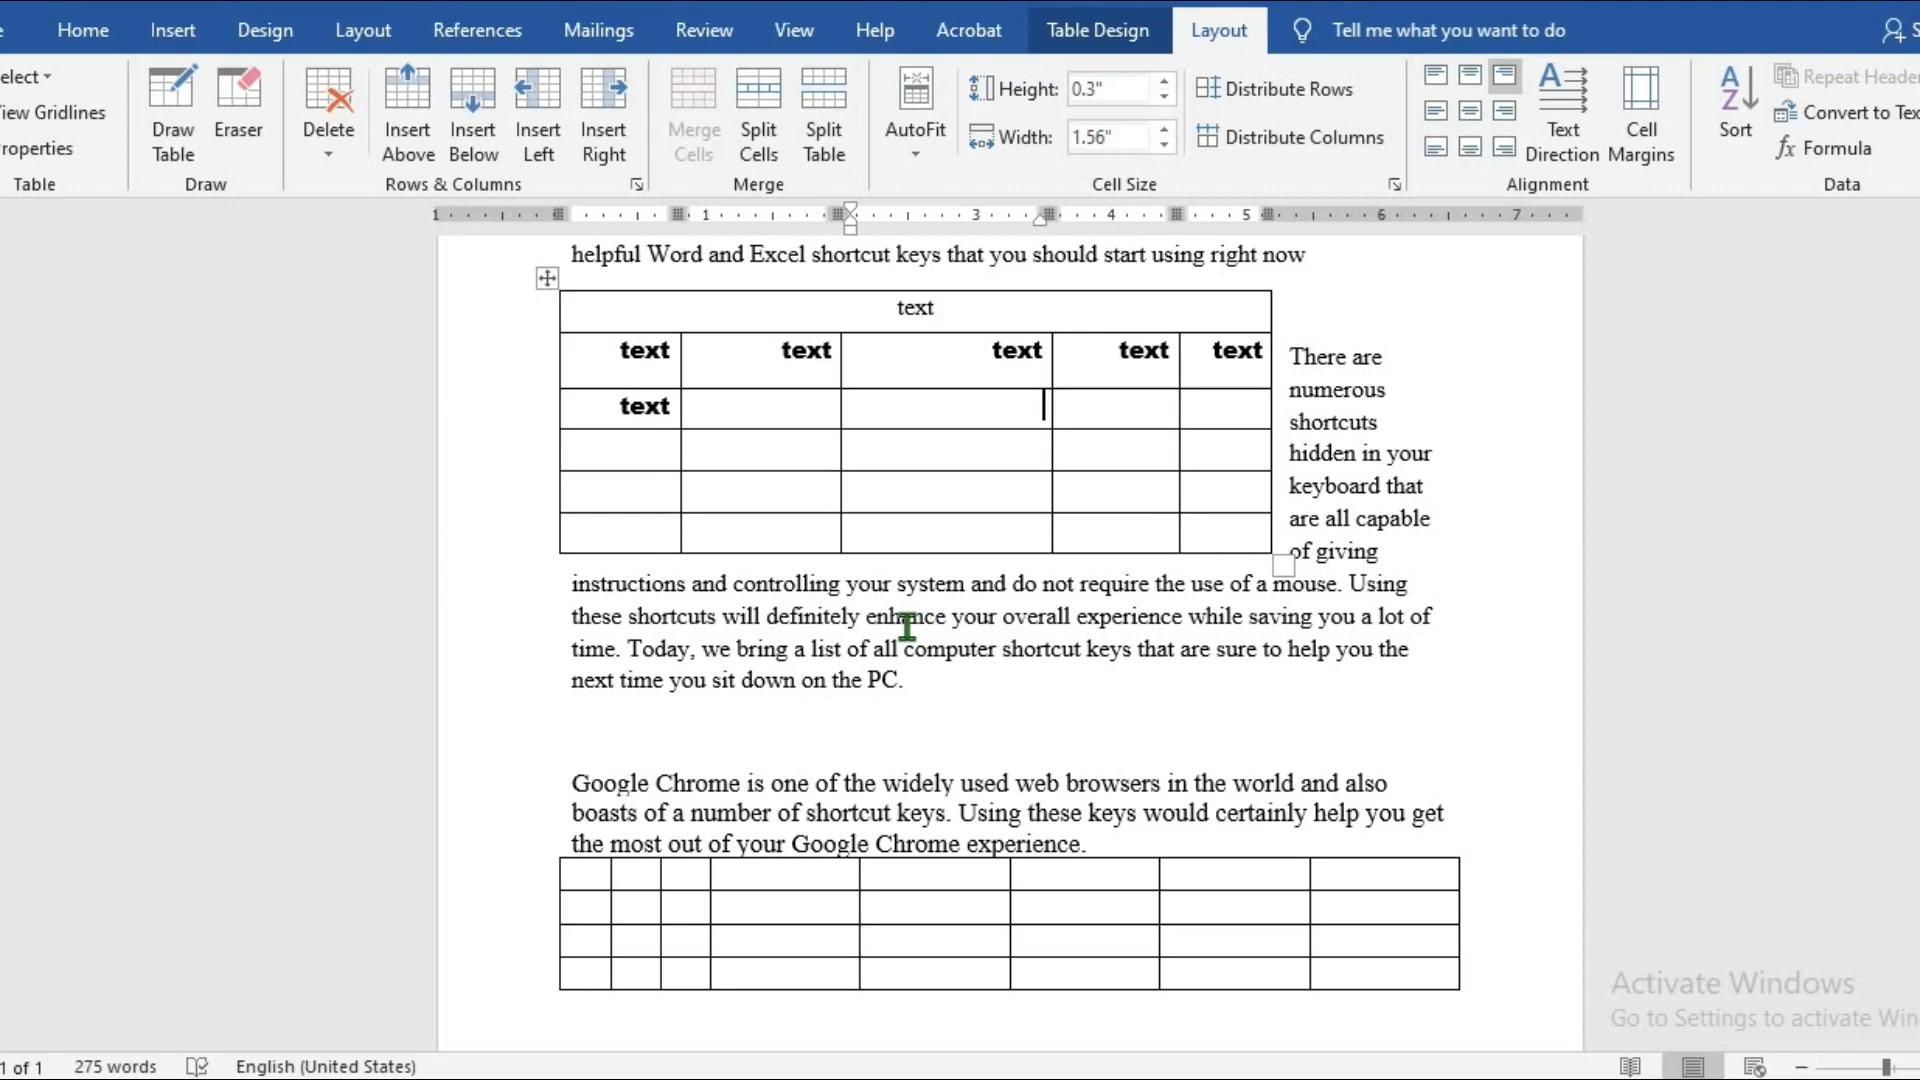 Home Insert Design Layout References Mailings Review View Help Acrobat Table Design Layout Tell me what you want to do
elect
iew Gridlines
roperties
Table
Draw Table
Eraser
Draw
Delete
Insert Above
Insert Below
Insert Left
Insert Right
Rows & Columns
Merge Cells
Split Cells
Split Table
Merge
AutoFit
Height: 0.3"
Width: 1.56"
Distribute Rows
Distribute Columns
Cell Size
Text Direction
Cell Margins
Alignment
A Z Sort
Repeat Header
Convert to Tex
fx Formula
Data
1 1 3 4 5 6 7
helpful Word and Excel shortcut keys that you should start using right now
text
text text text text text
text
There are
numerous
shortcuts
hidden in your
keyboard that
are all capable
of giving
instructions and controlling your system and do not require the use of a mouse. Using
these shortcuts will definitely enhance your overall experience while saving you a lot of
time. Today, we bring a list of all computer shortcut keys that are sure to help you the
next time you sit down on the PC.
Google Chrome is one of the widely used web browsers in the world and also
boasts of a number of shortcut keys. Using these keys would certainly help you get
the most out of your Google Chrome experience.
Activate Windows
Go to Settings to activate Win
1 of 1 275 words English (United States)